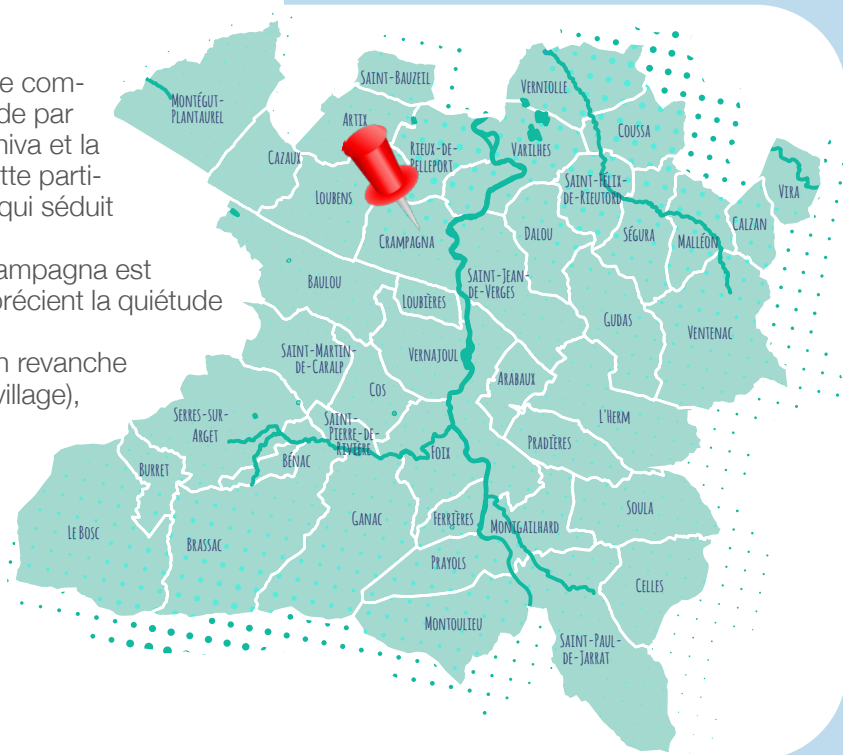 e com-
de par
niva et la
tte parti-
qui séduit
ampagna est
précient la quiétude
n revanche
village),
MONTÉGUT-
PLANTAUREL
SAINT-BAUZEIL
VERNIOLLE
ARTIX
COUSSA
CAZAUX
RIEUX-DE-
PELLEPORT
VARILHES
LOUBENS
SAINT-FÉLIX-
DE-RIEUTORD
VIRA
CRAMPAGNA
DALOU
SÉGURA
MALLÉON
CALZAN
BAULOU
SAINT-JEAN-
DE-VERGES
LOUBIÈRES
GUDAS
VENTENAC
SAINT-MARTIN-
DE-CARALP
VERNAJOUL
ARABAUX
COS
SERRES-SUR-
ARGET
SAINT-
PIERRE-DE-
RIVIÈRE
L'HERM
BURRET
BÉNAC
FOIX
PRADIÈRES
LE BOSC
BRASSAC
GANAC
FERRIÈRES
MONTGAILHARD
SOULA
PRAYOLS
CELLES
MONTOULIEU
SAINT-PAUL-
DE-JARRAT